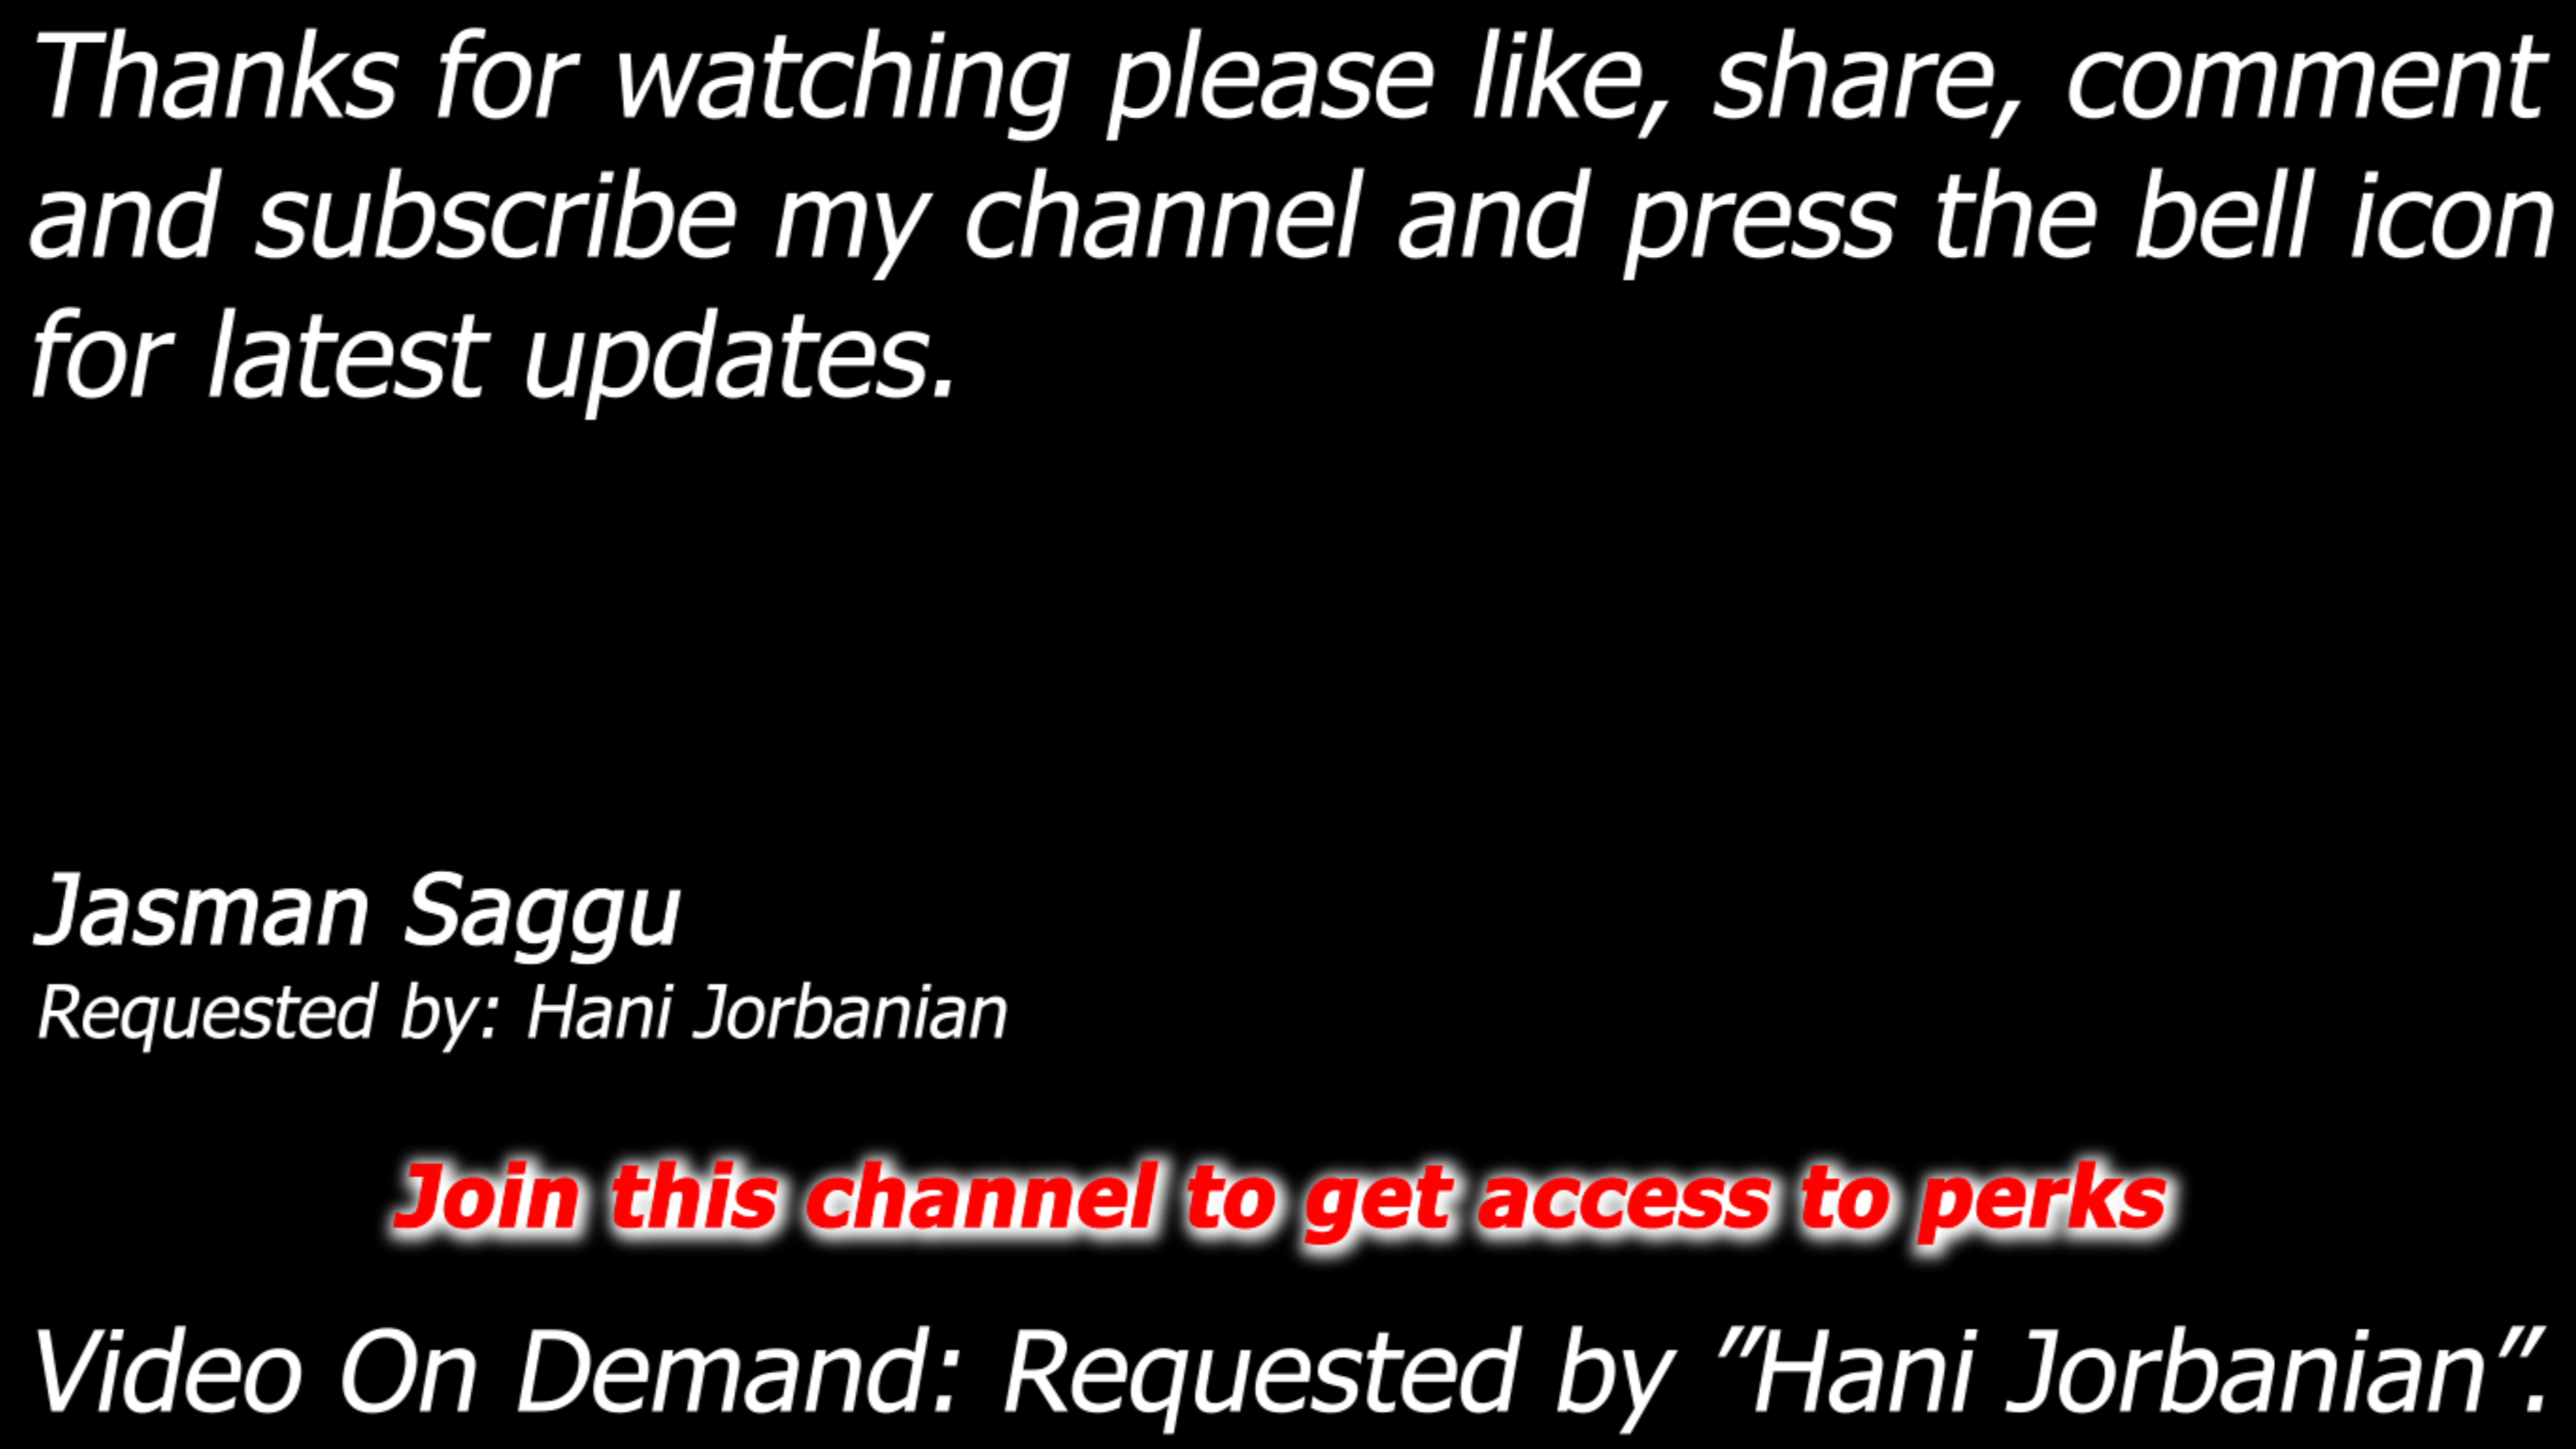 Thanks for watching please like, share, comment
and subscribe my channel and press the bell icon
for latest updates.
Jasman Saggu
Requested by: Hani Jorbanian
Join this channel to get access to perks
Video On Demand: Requested by "Hani Jorbanian".